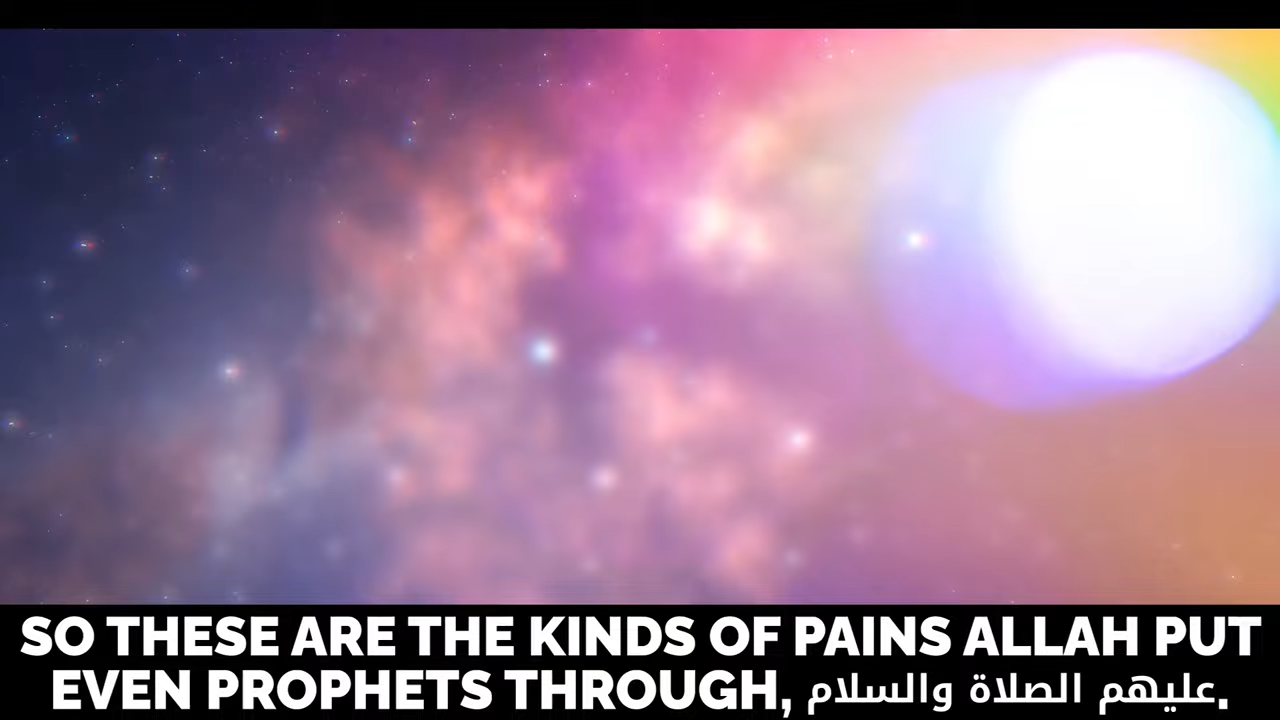 SO THESE ARE THE KINDS OF PAINS ALLAH PUT
EVEN PROPHETS THROUGH, عليهم الصلاة والسلام.